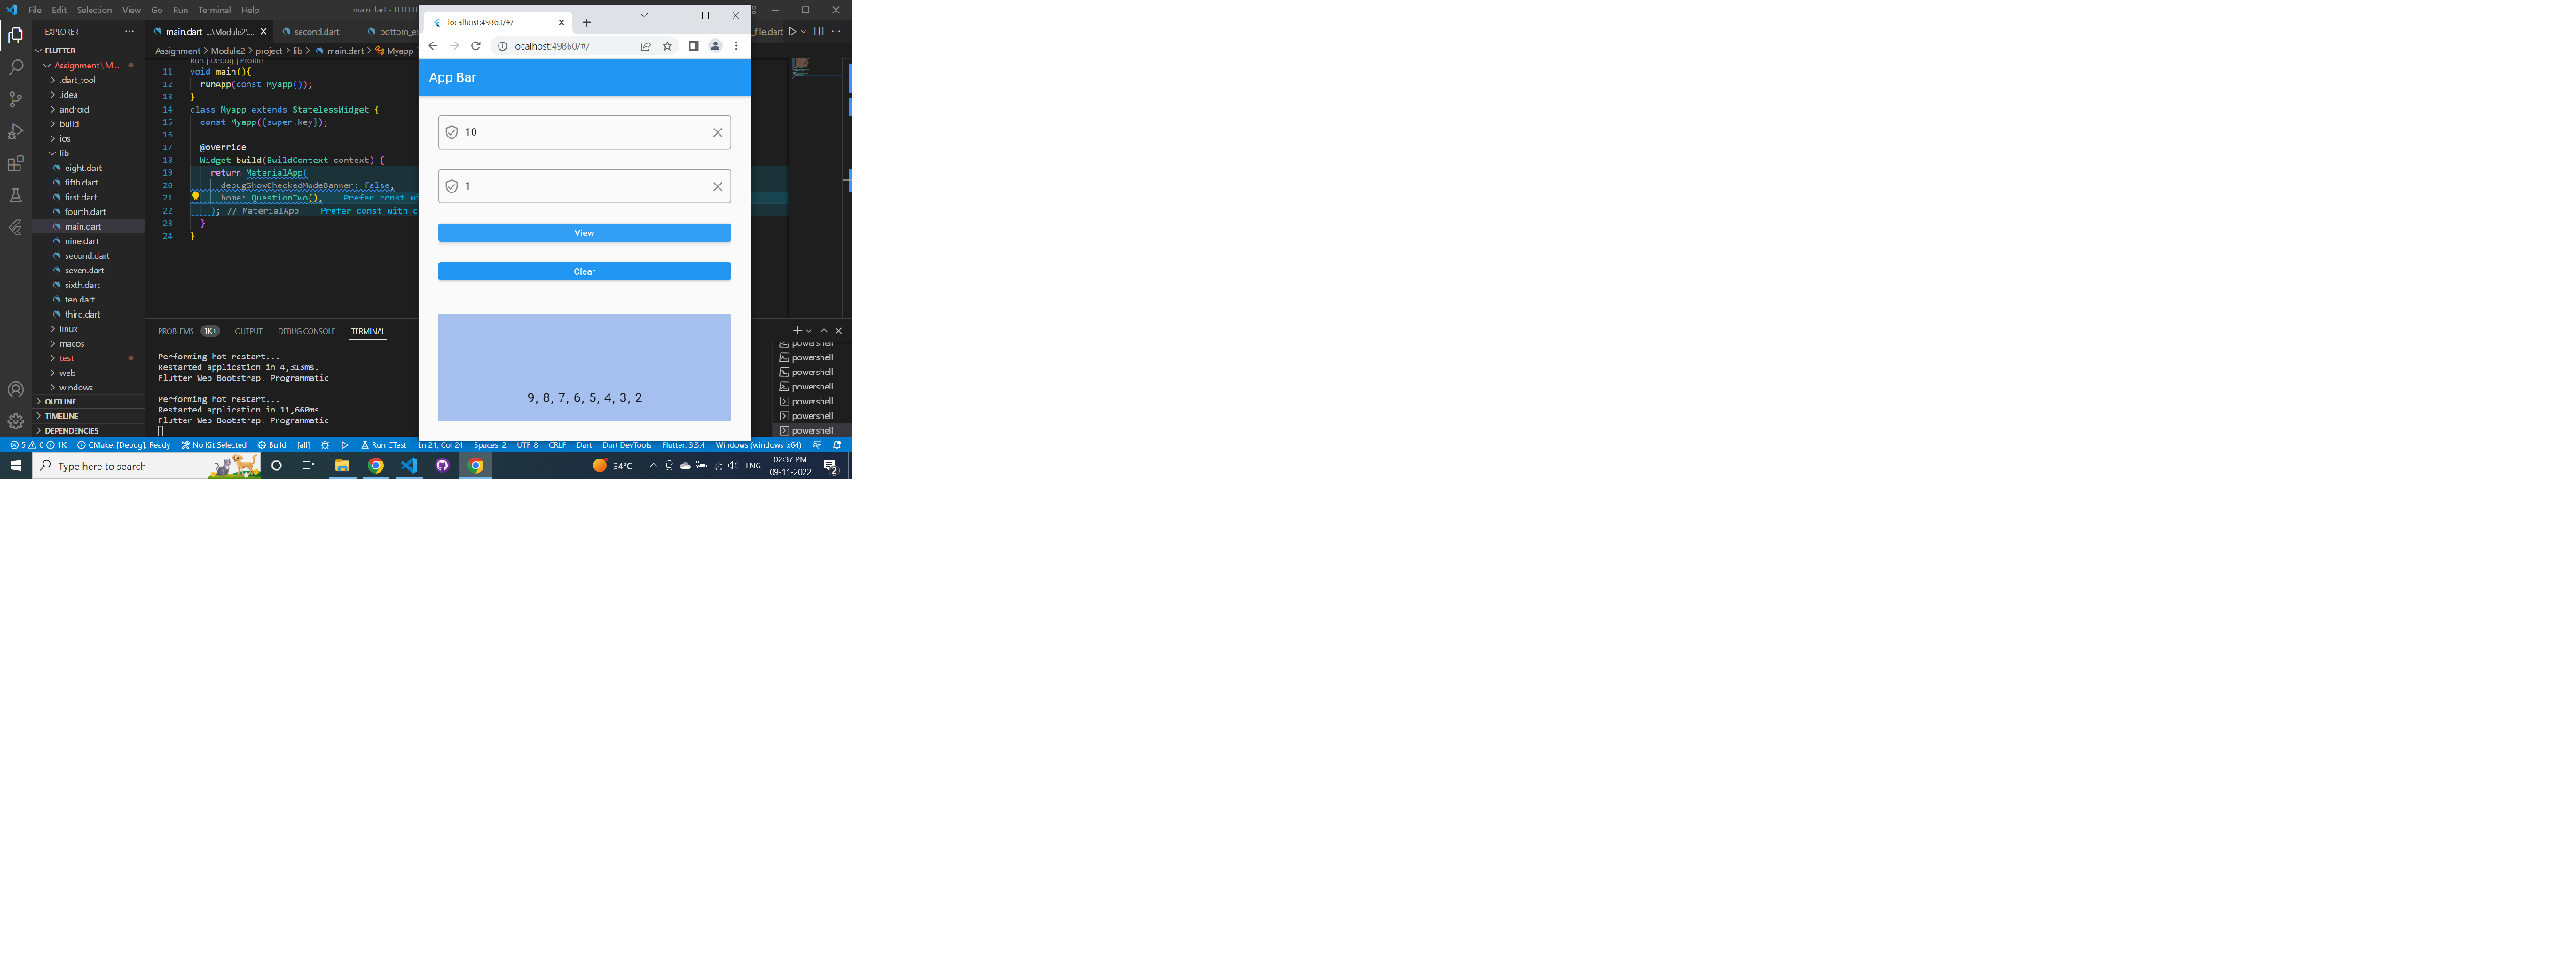 File Edit Selection View Go Run Terminal Help
EXPLORER
FLUTTER
Assignment\M...
.dart_tool
.idea
android
build
ios
lib
eight.dart
fifth.dart
first.dart
fourth.dart
main.dart
nine.dart
second.dart
seven.dart
sixth.dart
ten.dart
third.dart
linux
macos
test
web
windows
OUTLINE
TIMELINE
DEPENDENCIES
main.dart ...\Module2\... second.dart
Assignment > Module2 > project > lib > main.dart > Myapp
Run | Debug | Profile
11 void main(){
12 runApp(const Myapp());
13 }
14 class Myapp extends StatelessWidget {
15 const Myapp({super.key});
16
17 @override
18 Widget build(BuildContext context) {
19 return MaterialApp(
20 debugShowCheckedModeBanner: false,
21 home: QuestionTwo(), Prefer const wi
22 ); // MaterialApp Prefer const with c
23 }
24 }
PROBLEMS 1K+ OUTPUT DEBUG CONSOLE TERMINAL
Performing hot restart...
Restarted application in 4,313ms.
Flutter Web Bootstrap: Programmatic
Performing hot restart...
Restarted application in 11,660ms.
Flutter Web Bootstrap: Programmatic
localhost:49860/#/
localhost:49860/#/
App Bar
10
1
View
Clear
9, 8, 7, 6, 5, 4, 3, 2
_file.dart
powershell
powershell
powershell
powershell
powershell
powershell
powershell
5 0 1K CMake: [Debug]: Ready No Kit Selected Build [all] Run CTest Ln 21, Col 24 Spaces: 2 UTF-8 CRLF Dart Dart DevTools Flutter: 3.3.4 Windows (windows-x64)
Type here to search
34°C
ENG
02:37 PM
09-11-2022
2